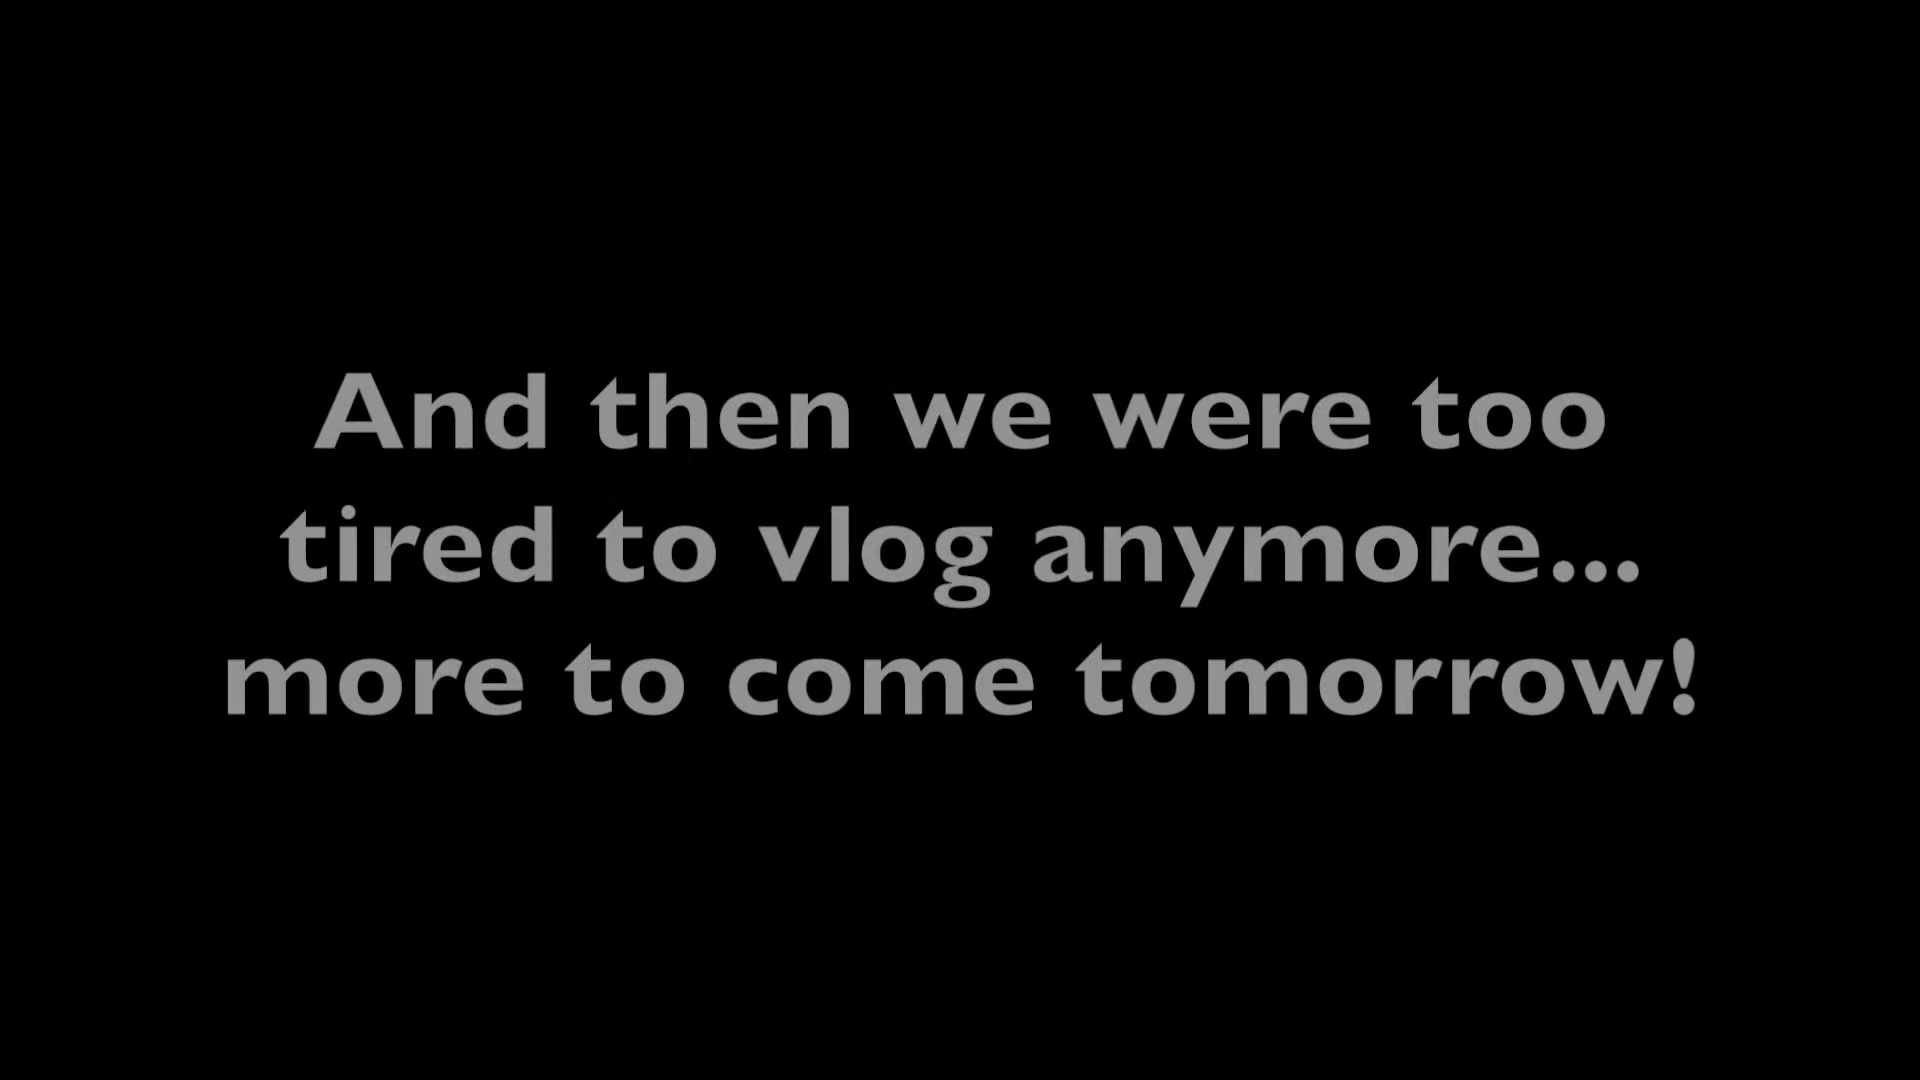 And then we were too
tired to vlog anymore...
more to come tomorrow!